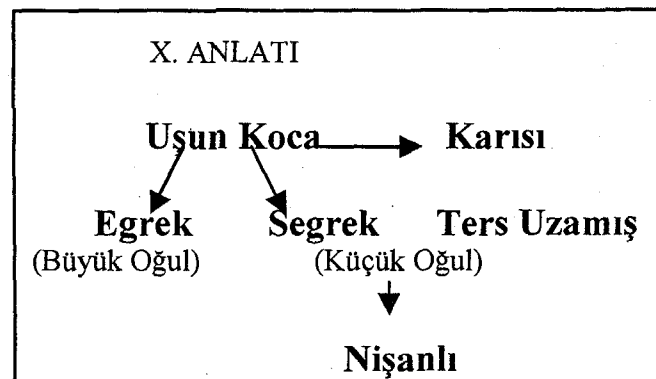 X. ANLATI
Uşun Koca Karısı
Egrek Segrek Ters Uzamış
(Büyük Oğul) (Küçük Oğul)
Nişanlı